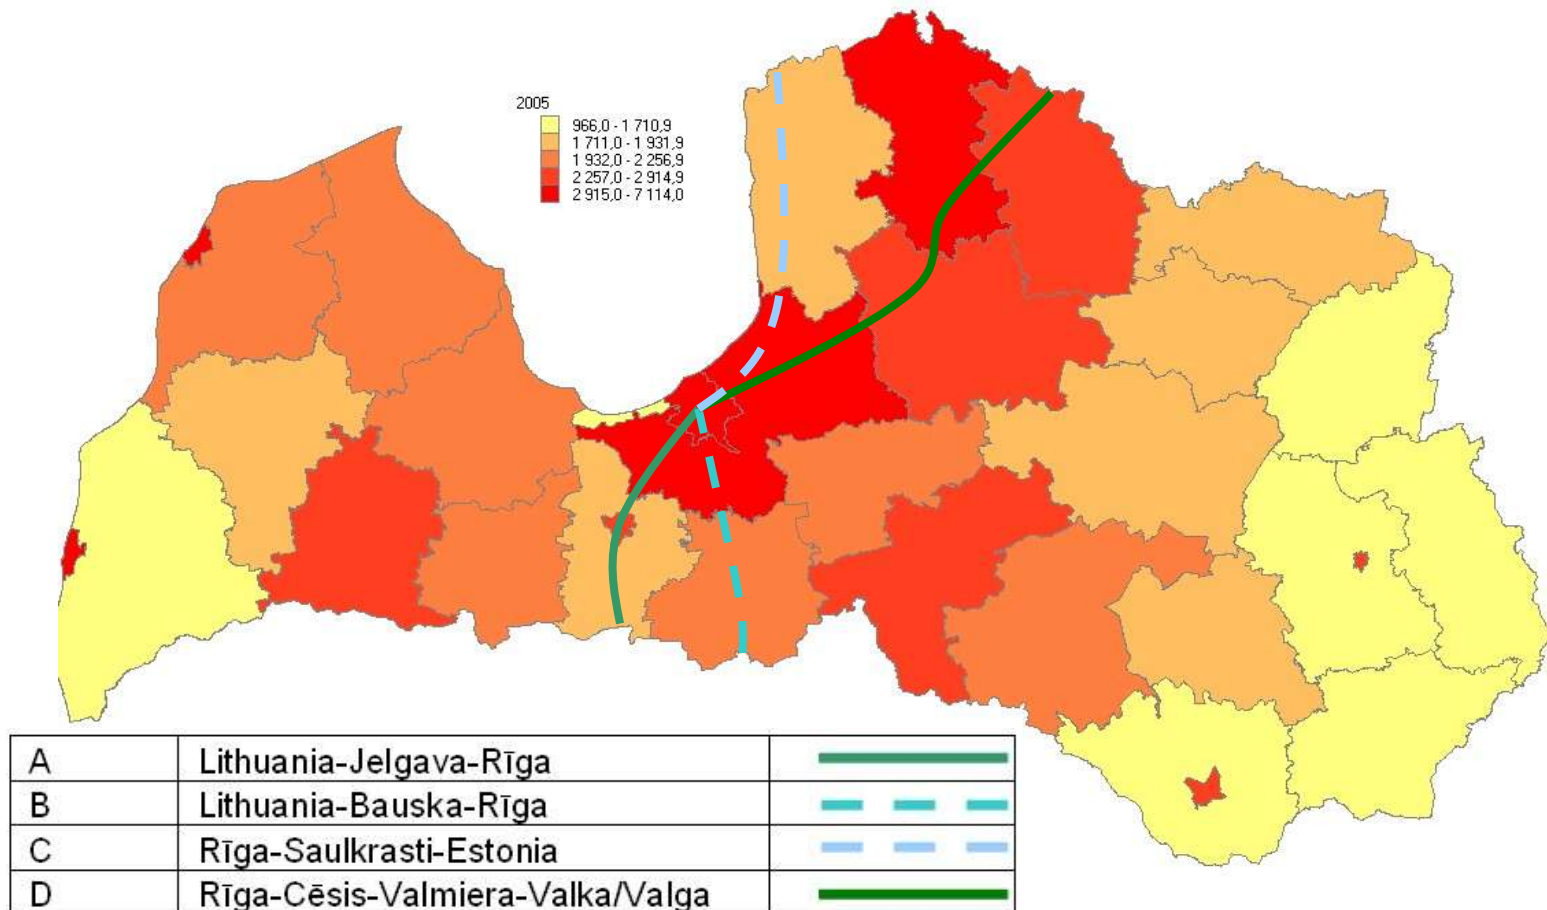 2005
966,0 - 1 710,9
1 711,0 - 1 931,9
1 932,0 - 2 256,9
2 257,0 - 2 914,9
2 915,0 - 7 114,0
A Lithuania-Jelgava-Rīga
B Lithuania-Bauska-Rīga
C Rīga-Saulkrasti-Estonia
D Rīga-Cēsis-Valmiera-Valka/Valga